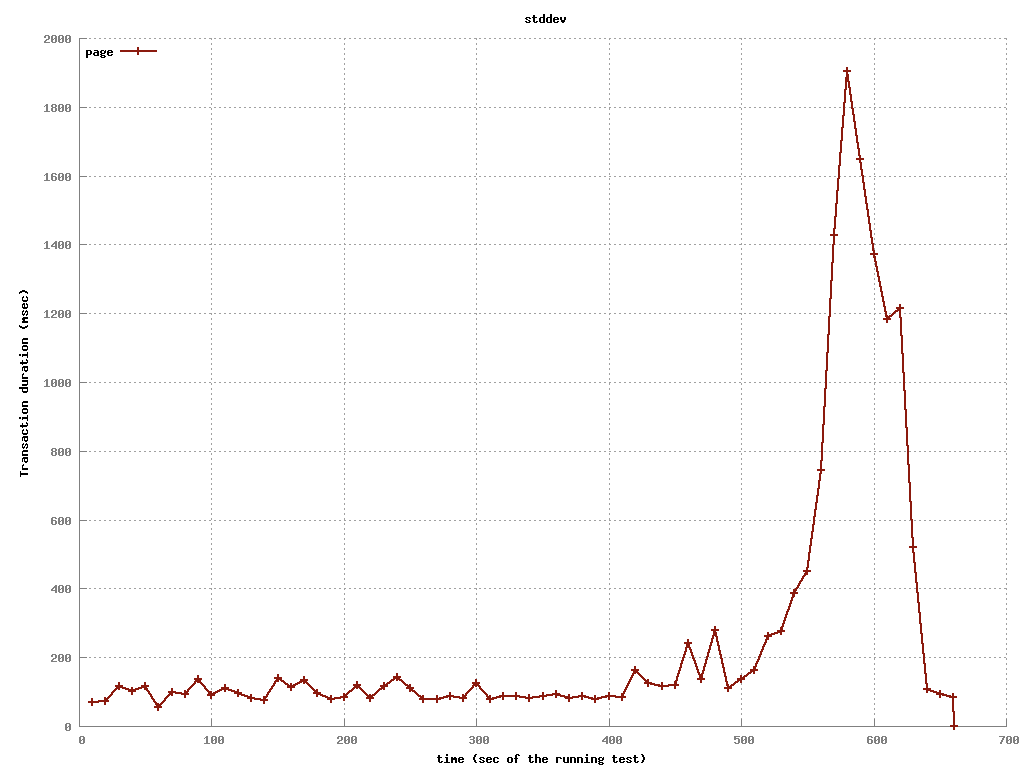 stddev
page
2000
1800
1600
1400
1200
1000
800
600
400
200
0
Transaction duration (msec)
0 100 200 300 400 500 600 700
time (sec of the running test)